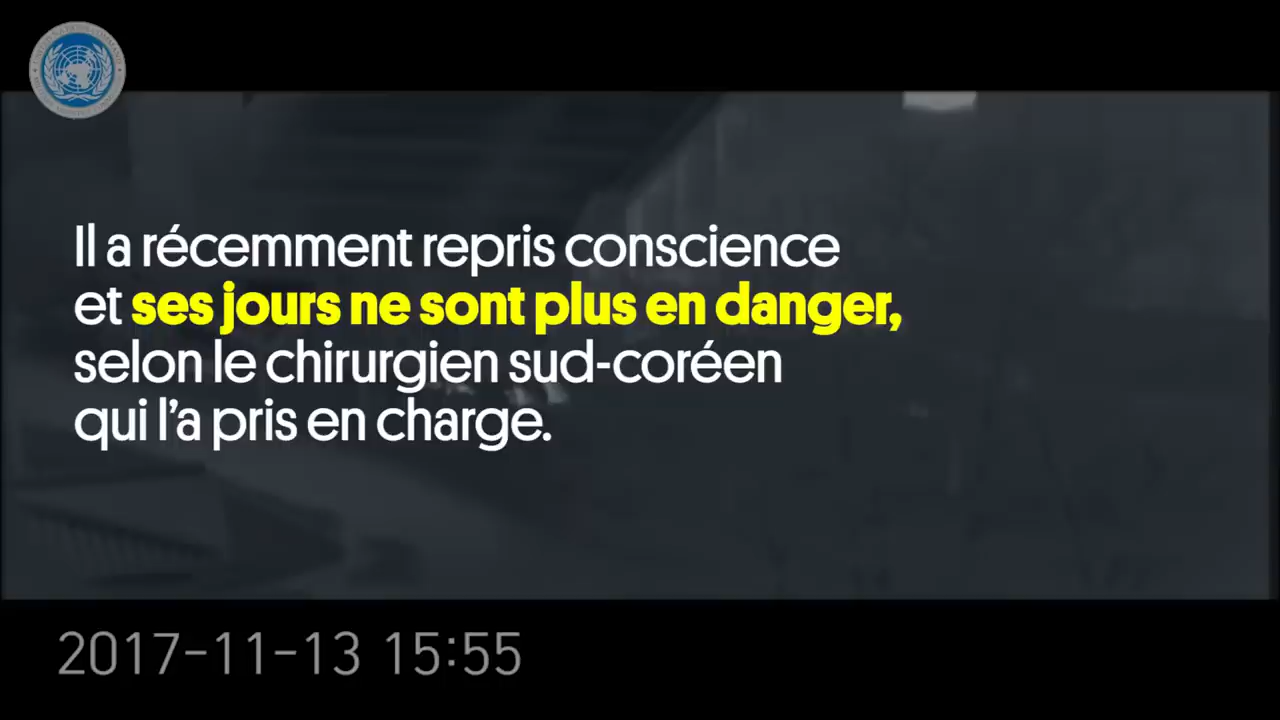 Il a récemment repris conscience
et ses jours ne sont plus en danger,
selon le chirurgien sud-coréen
qui l'a pris en charge.
2017-11-13 15:55